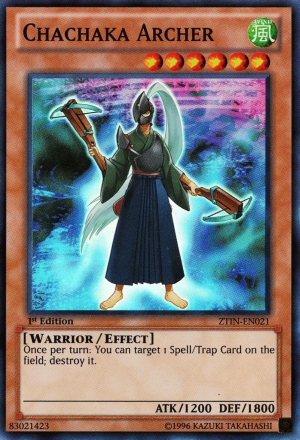 CHACHAKA ARCHER
WIND
風
1st Edition
ZTIN-EN021
[WARRIOR / EFFECT]
Once per turn: You can target 1 Spell/Trap Card on the
field; destroy it.
ATK/1200 DEF/1800
83021423
©1996 KAZUKI TAKAHASHI